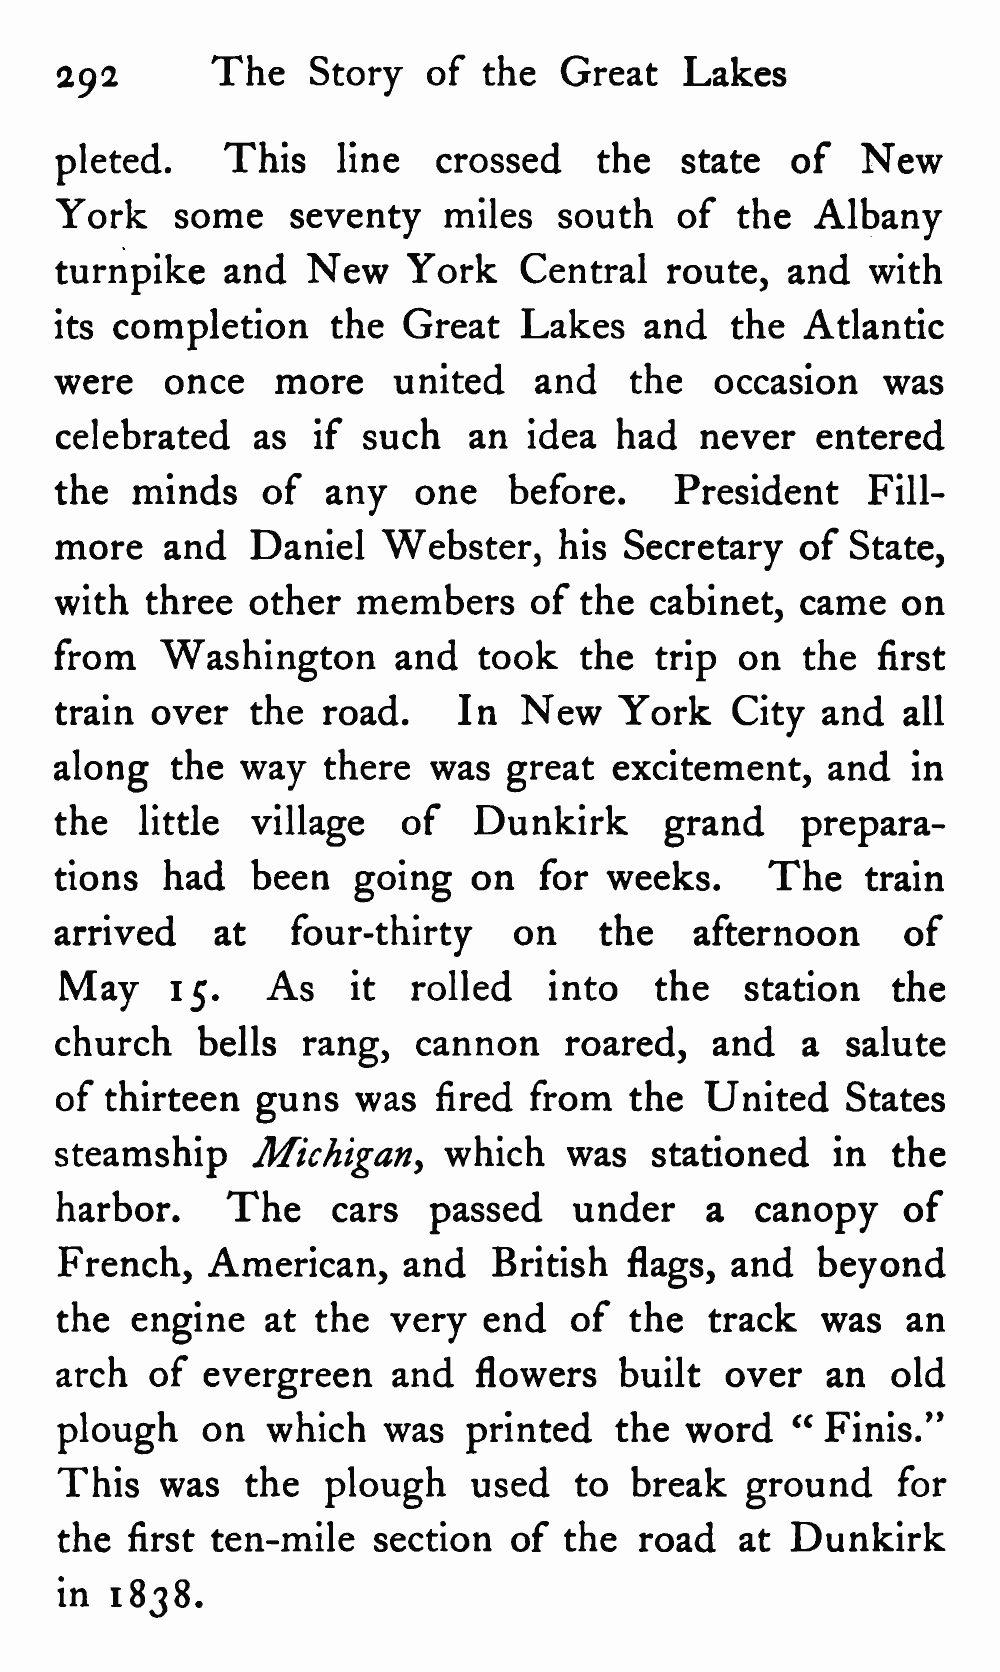 292 The Story of the Great Lakes
pleted. This line crossed the state of New
York some seventy miles south of the Albany
turnpike and New York Central route, and with
its completion the Great Lakes and the Atlantic
were once more united and the occasion was
celebrated as if such an idea had never entered
the minds of any one before. President Fill-
more and Daniel Webster, his Secretary of State,
with three other members of the cabinet, came on
from Washington and took the trip on the first
train over the road. In New York City and all
along the way there was great excitement, and in
the little village of Dunkirk grand prepara-
tions had been going on for weeks. The train
arrived at four-thirty on the afternoon of
May 15. As it rolled into the station the
church bells rang, cannon roared, and a salute
of thirteen guns was fired from the United States
steamship Michigan, which was stationed in the
harbor. The cars passed under a canopy of
French, American, and British flags, and beyond
the engine at the very end of the track was an
arch of evergreen and flowers built over an old
plough on which was printed the word “Finis.”
This was the plough used to break ground for
the first ten-mile section of the road at Dunkirk
in 1838.